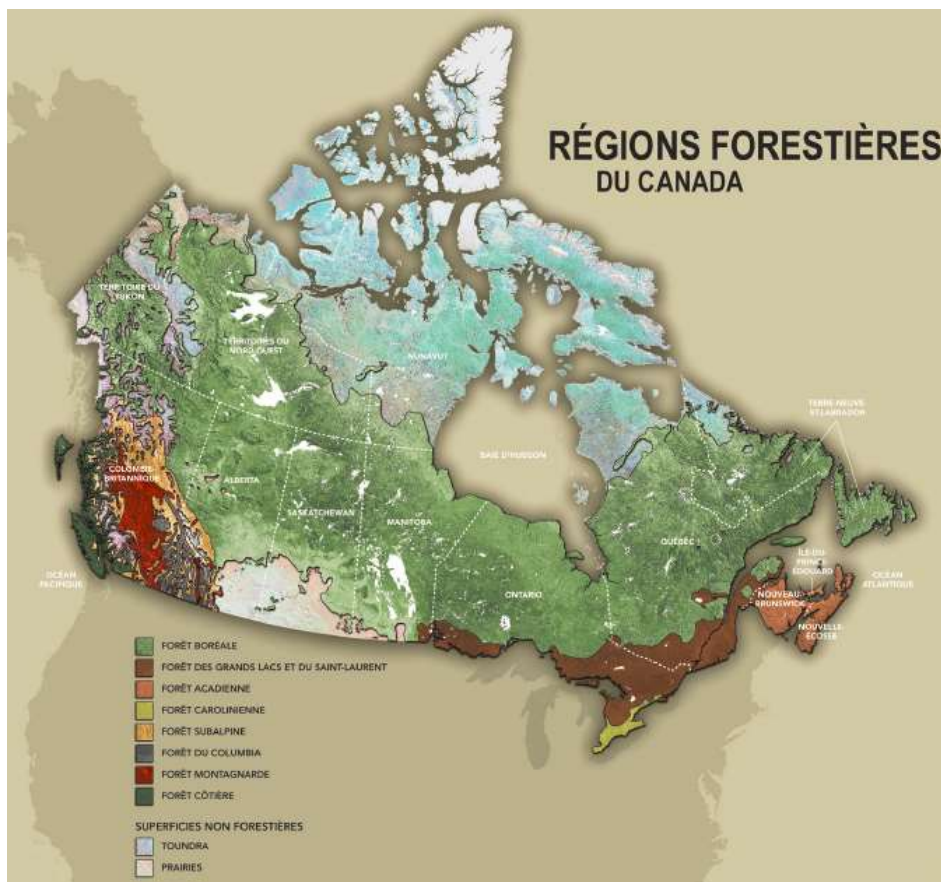 RÉGIONS FORESTIÈRES
DU CANADA
TERRITOIRE DU
YUKON
TERRITOIRES DU
NORD-OUEST
NUNAVUT
TERRE-NEUVE-
ET-LABRADOR
BAIE D'HUDSON
COLOMBIE-
BRITANNIQUE
ALBERTA
SASKATCHEWAN
MANITOBA
QUÉBEC
ONTARIO
OCÉAN
PACIFIQUE
ÎLE-DU-
PRINCE-
ÉDOUARD
OCÉAN
ATLANTIQUE
NOUVEAU-
BRUNSWICK
NOUVELLE-
ÉCOSSE
FORÊT BORÉALE
FORÊT DES GRANDS LACS ET DU SAINT-LAURENT
FORÊT ACADIENNE
FORÊT CAROLINIENNE
FORÊT SUBALPINE
FORÊT DU COLUMBIA
FORÊT MONTAGNARDE
FORÊT CÔTIÈRE
SUPERFICIES NON FORESTIÈRES
TOUNDRA
PRAIRIES